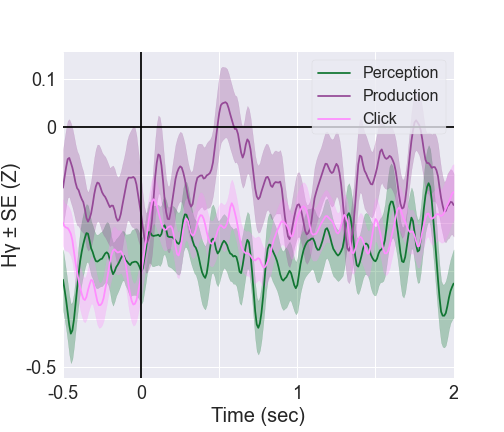 Perception
Production
Click
0.1
0
-0.5
Hγ ± SE (Z)
-0.5
0
1
2
Time (sec)